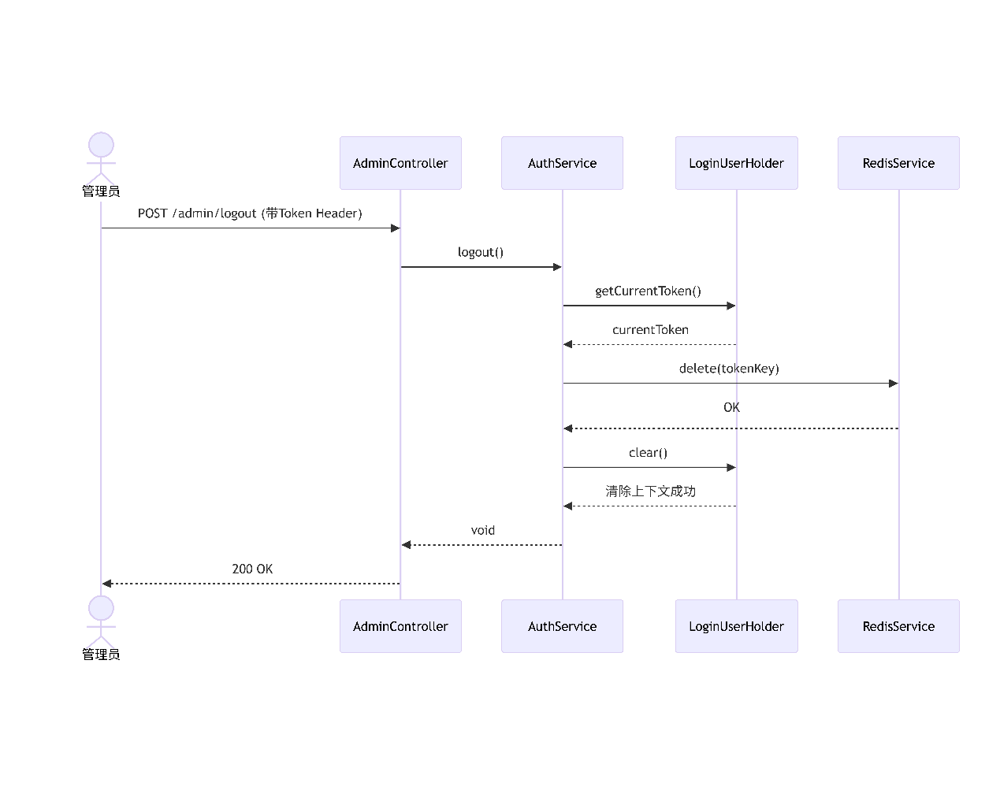 管理员
AdminController
AuthService
LoginUserHolder
RedisService
POST /admin/logout (带Token Header)
logout()
getCurrentToken()
currentToken
delete(tokenKey)
OK
clear()
清除上下文成功
void
200 OK
管理员
AdminController
AuthService
LoginUserHolder
RedisService